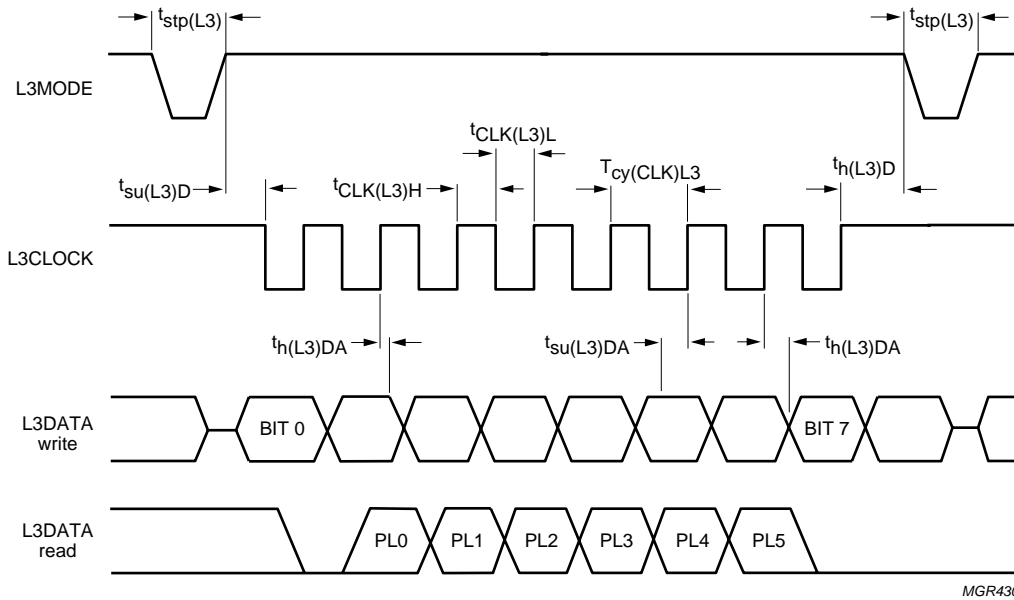 tstp(L3) tstp(L3)
L3MODE
tCLK(L3)L
tsu(L3)D tCLK(L3)H Tcy(CLK)L3 th(L3)D
L3CLOCK
th(L3)DA tsu(L3)DA th(L3)DA
L3DATA
write
BIT 0 BIT 7
L3DATA
read
PL0 PL1 PL2 PL3 PL4 PL5